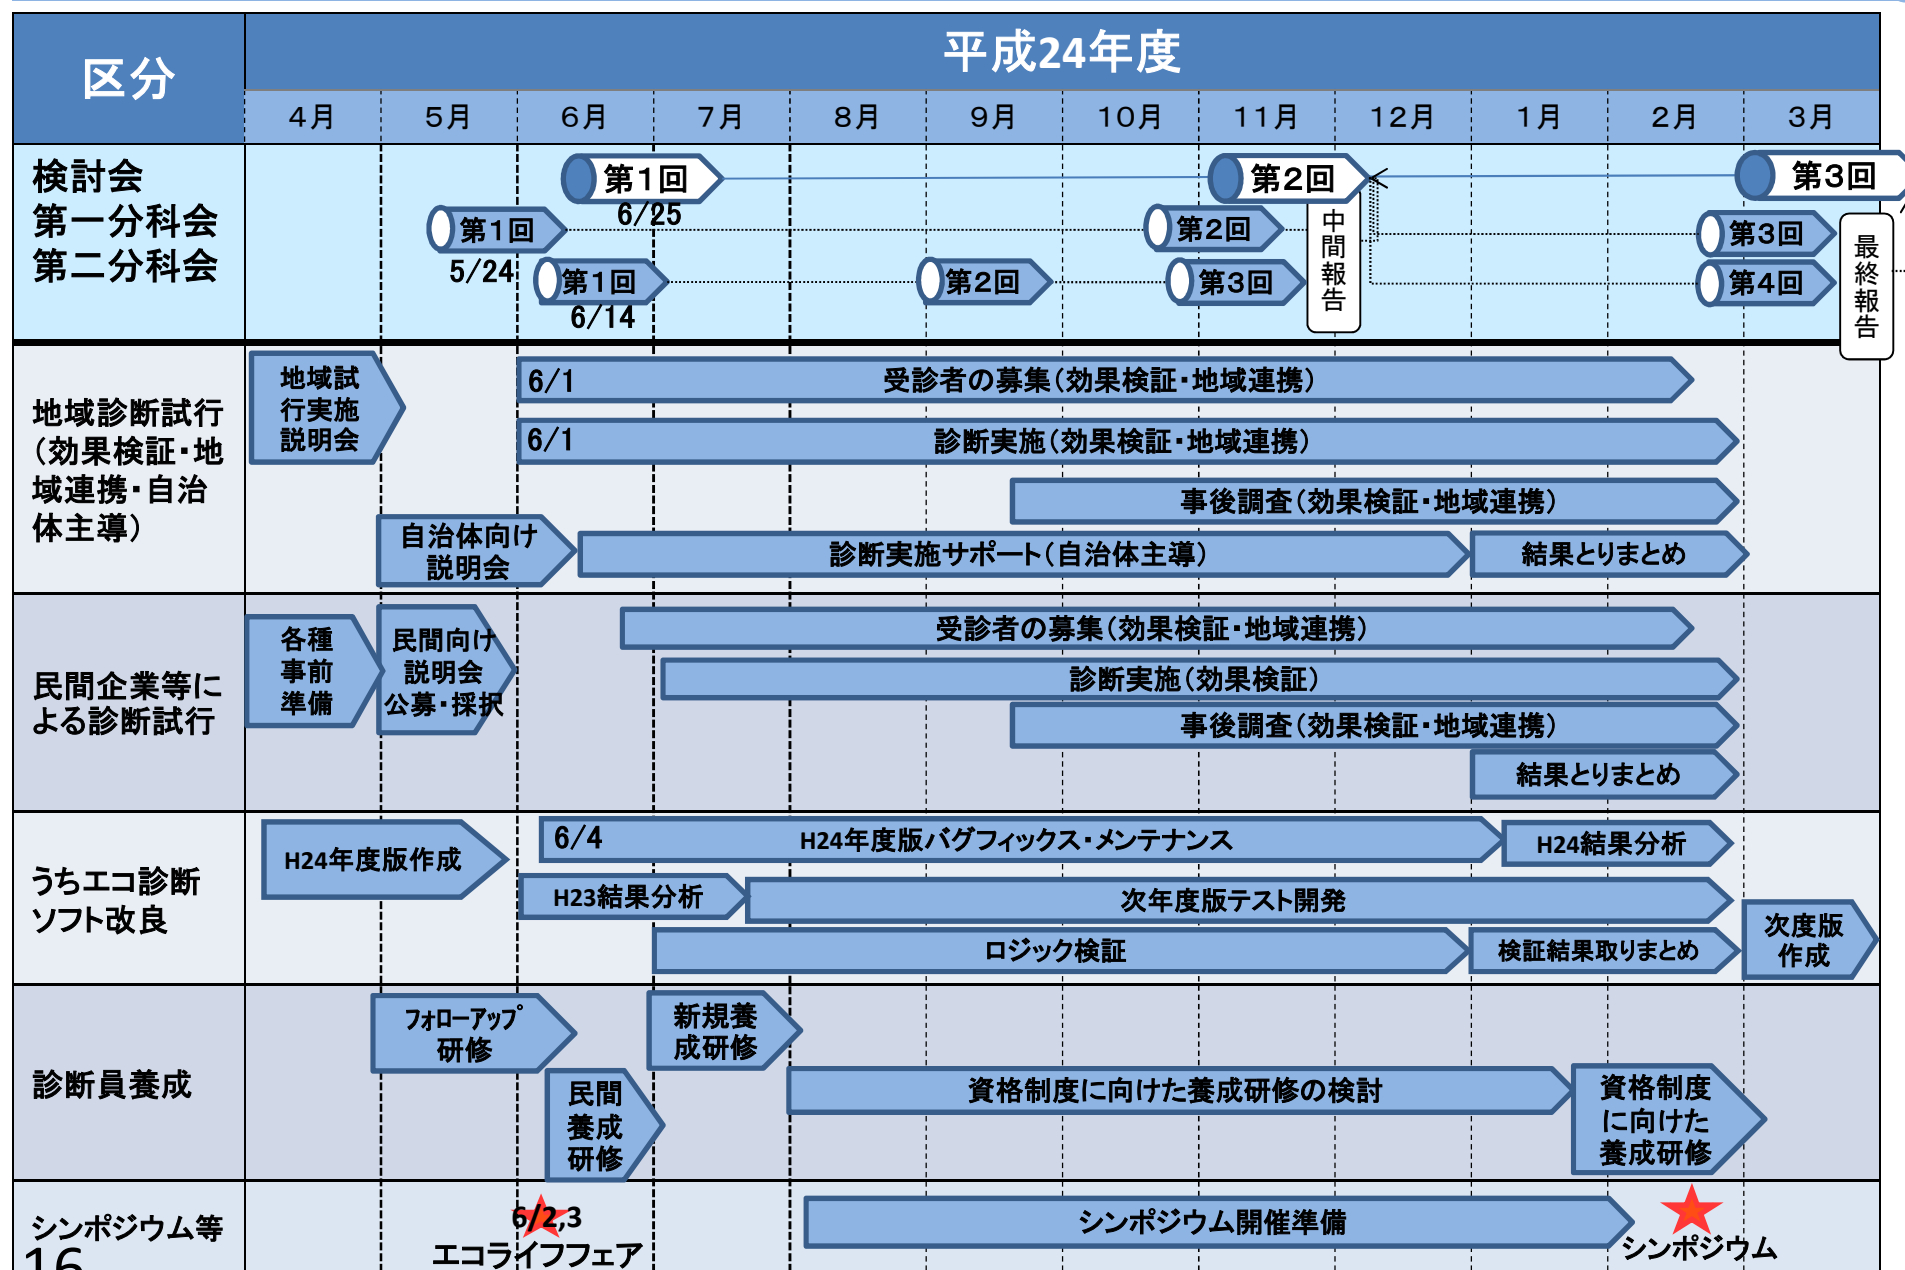 区分
平成24年度
4月
5月
6月
7月
8月
9月
10月
11月
12月
1月
2月
3月
検討会
第一分科会
第二分科会
第1回
6/25
第2回
第3回
第1回
5/24
第2回
第3回
第1回
6/14
第2回
第3回
第4回
中間報告
最終報告
地域診断試行
(効果検証・地
域連携・自治
体主導)
地域試
行実施
説明会
6/1 受診者の募集(効果検証・地域連携)
6/1 診断実施(効果検証・地域連携)
事後調査(効果検証・地域連携)
自治体向け
説明会
診断実施サポート(自治体主導)
結果とりまとめ
民間企業等に
よる診断試行
各種
事前
準備
民間向け
説明会
公募・採択
受診者の募集(効果検証・地域連携)
診断実施(効果検証)
事後調査(効果検証・地域連携)
結果とりまとめ
うちエコ診断
ソフト改良
H24年度版作成
6/4 H24年度版バグフィックス・メンテナンス
H24結果分析
H23結果分析
次年度版テスト開発
ロジック検証
検証結果取りまとめ
次度版
作成
診断員養成
フォローアップ
研修
民間
養成
研修
新規養
成研修
資格制度に向けた養成研修の検討
資格制度
に向けた
養成研修
シンポジウム等
6/2,3
エコライフフェア
シンポジウム開催準備
シンポジウム
16